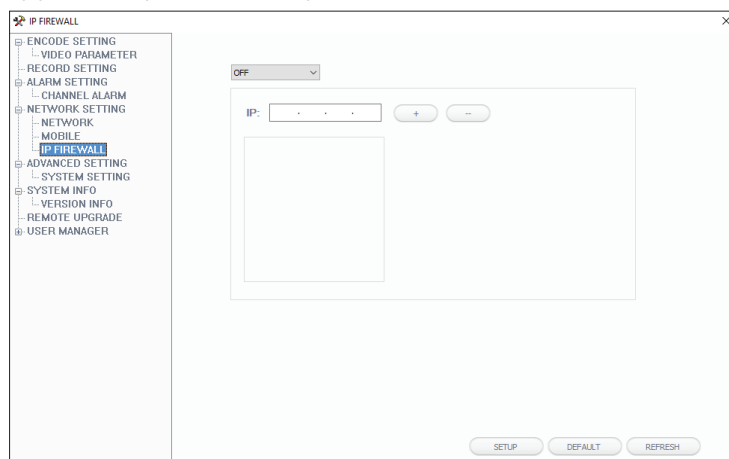 IP FIREWALL
ENCODE SETTING
VIDEO PARAMETER
RECORD SETTING
ALARM SETTING
CHANNEL ALARM
NETWORK SETTING
NETWORK
MOBILE
IP FIREWALL
ADVANCED SETTING
SYSTEM SETTING
SYSTEM INFO
VERSION INFO
REMOTE UPGRADE
USER MANAGER
OFF
IP: . . . + --
SETUP DEFAULT REFRESH